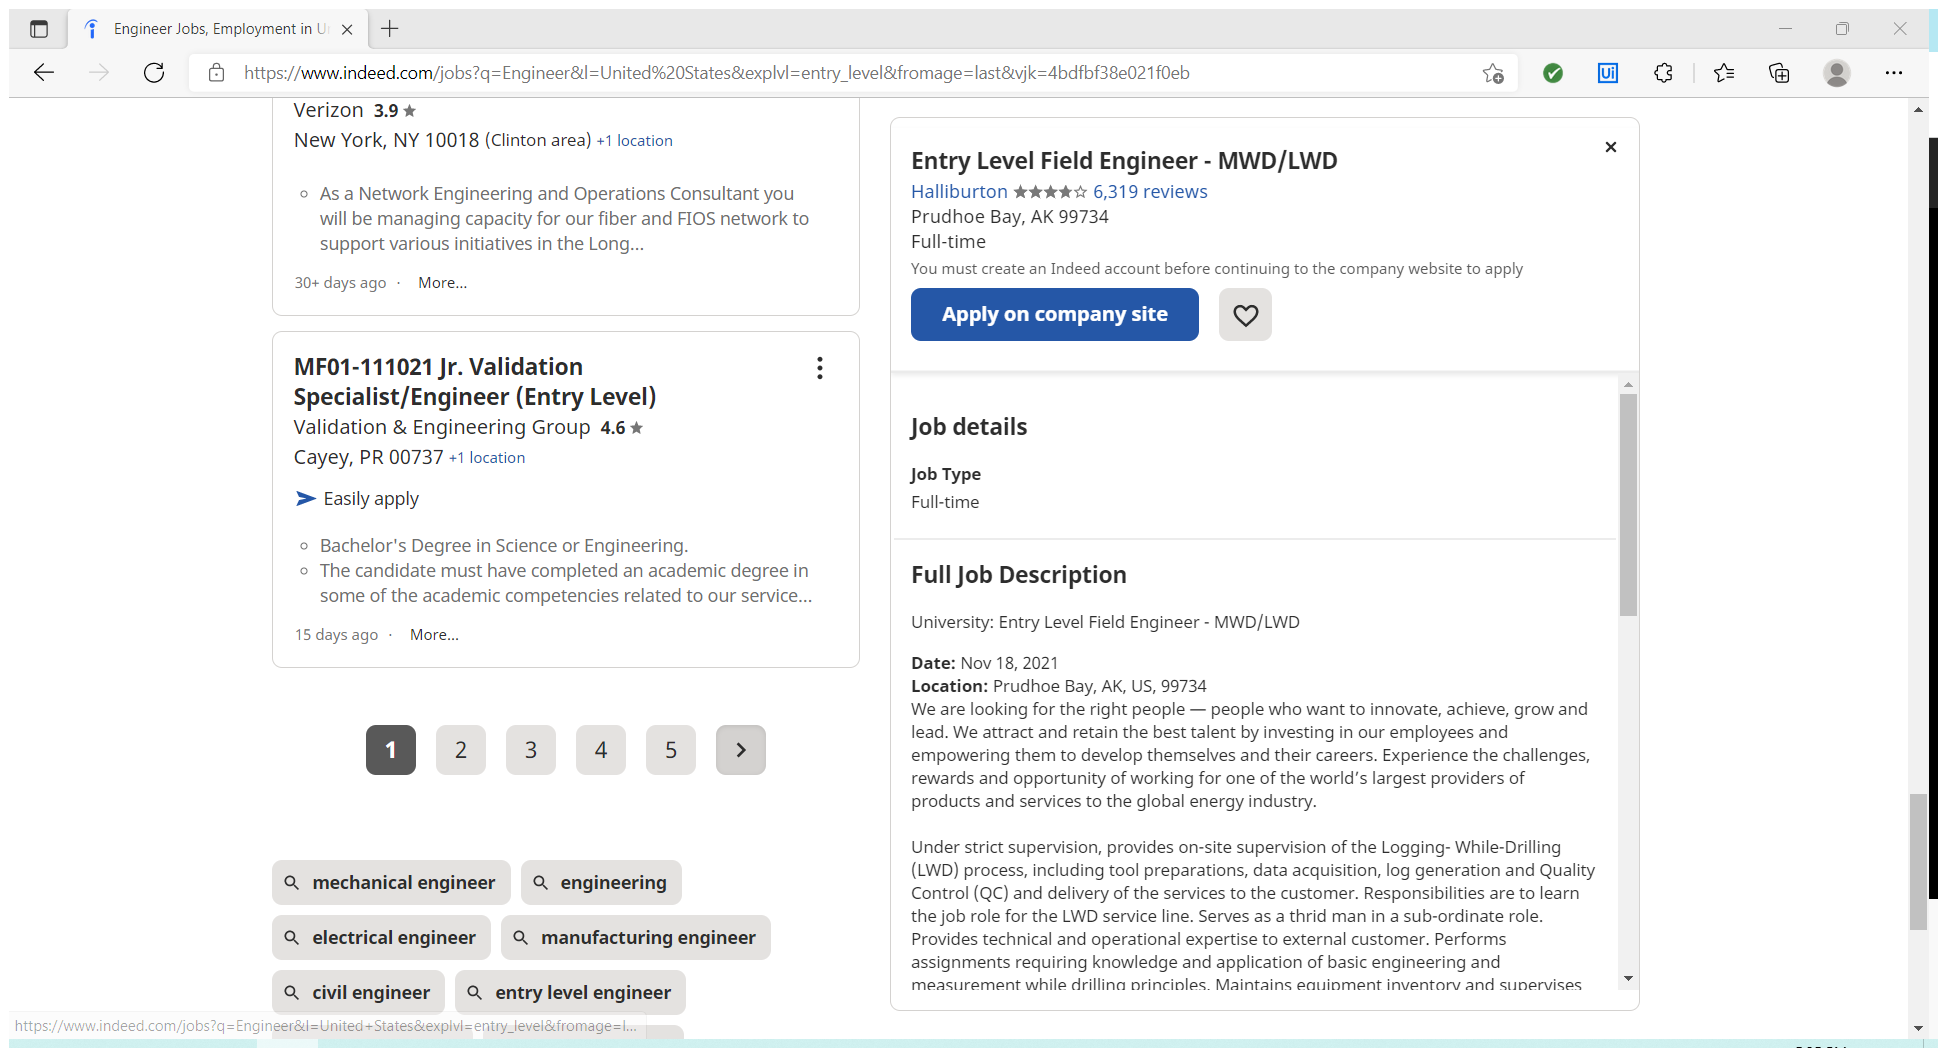 Engineer Jobs, Employment in U
https://www.indeed.com/jobs?q=Engineer&l=United%20States&explvl=entry_level&fromage=last&vjk=4bdfbf38e021f0eb
Ui
Verizon 3.9
New York, NY 10018 (Clinton area) +1 location
As a Network Engineering and Operations Consultant you
will be managing capacity for our fiber and FIOS network to
support various initiatives in the Long...
30+ days ago · More...
MF01-111021 Jr. Validation
Specialist/Engineer (Entry Level)
Validation & Engineering Group 4.6
Cayey, PR 00737 +1 location
Easily apply
Bachelor's Degree in Science or Engineering.
The candidate must have completed an academic degree in
some of the academic competencies related to our service...
15 days ago · More...
1 2 3 4 5
mechanical engineer
engineering
electrical engineer
manufacturing engineer
civil engineer
entry level engineer
https://www.indeed.com/jobs?q=Engineer&l=United+States&explvl=entry_level&fromage=l...
Entry Level Field Engineer - MWD/LWD
Halliburton 6,319 reviews
Prudhoe Bay, AK 99734
Full-time
You must create an Indeed account before continuing to the company website to apply
Apply on company site
Job details
Job Type
Full-time
Full Job Description
University: Entry Level Field Engineer - MWD/LWD
Date: Nov 18, 2021
Location: Prudhoe Bay, AK, US, 99734
We are looking for the right people — people who want to innovate, achieve, grow and
lead. We attract and retain the best talent by investing in our employees and
empowering them to develop themselves and their careers. Experience the challenges,
rewards and opportunity of working for one of the world’s largest providers of
products and services to the global energy industry.
Under strict supervision, provides on-site supervision of the Logging- While-Drilling
(LWD) process, including tool preparations, data acquisition, log generation and Quality
Control (QC) and delivery of the services to the customer. Responsibilities are to learn
the job role for the LWD service line. Serves as a thrid man in a sub-ordinate role.
Provides technical and operational expertise to external customer. Performs
assignments requiring knowledge and application of basic engineering and
measurement while drilling principles. Maintains equipment inventory and supervises